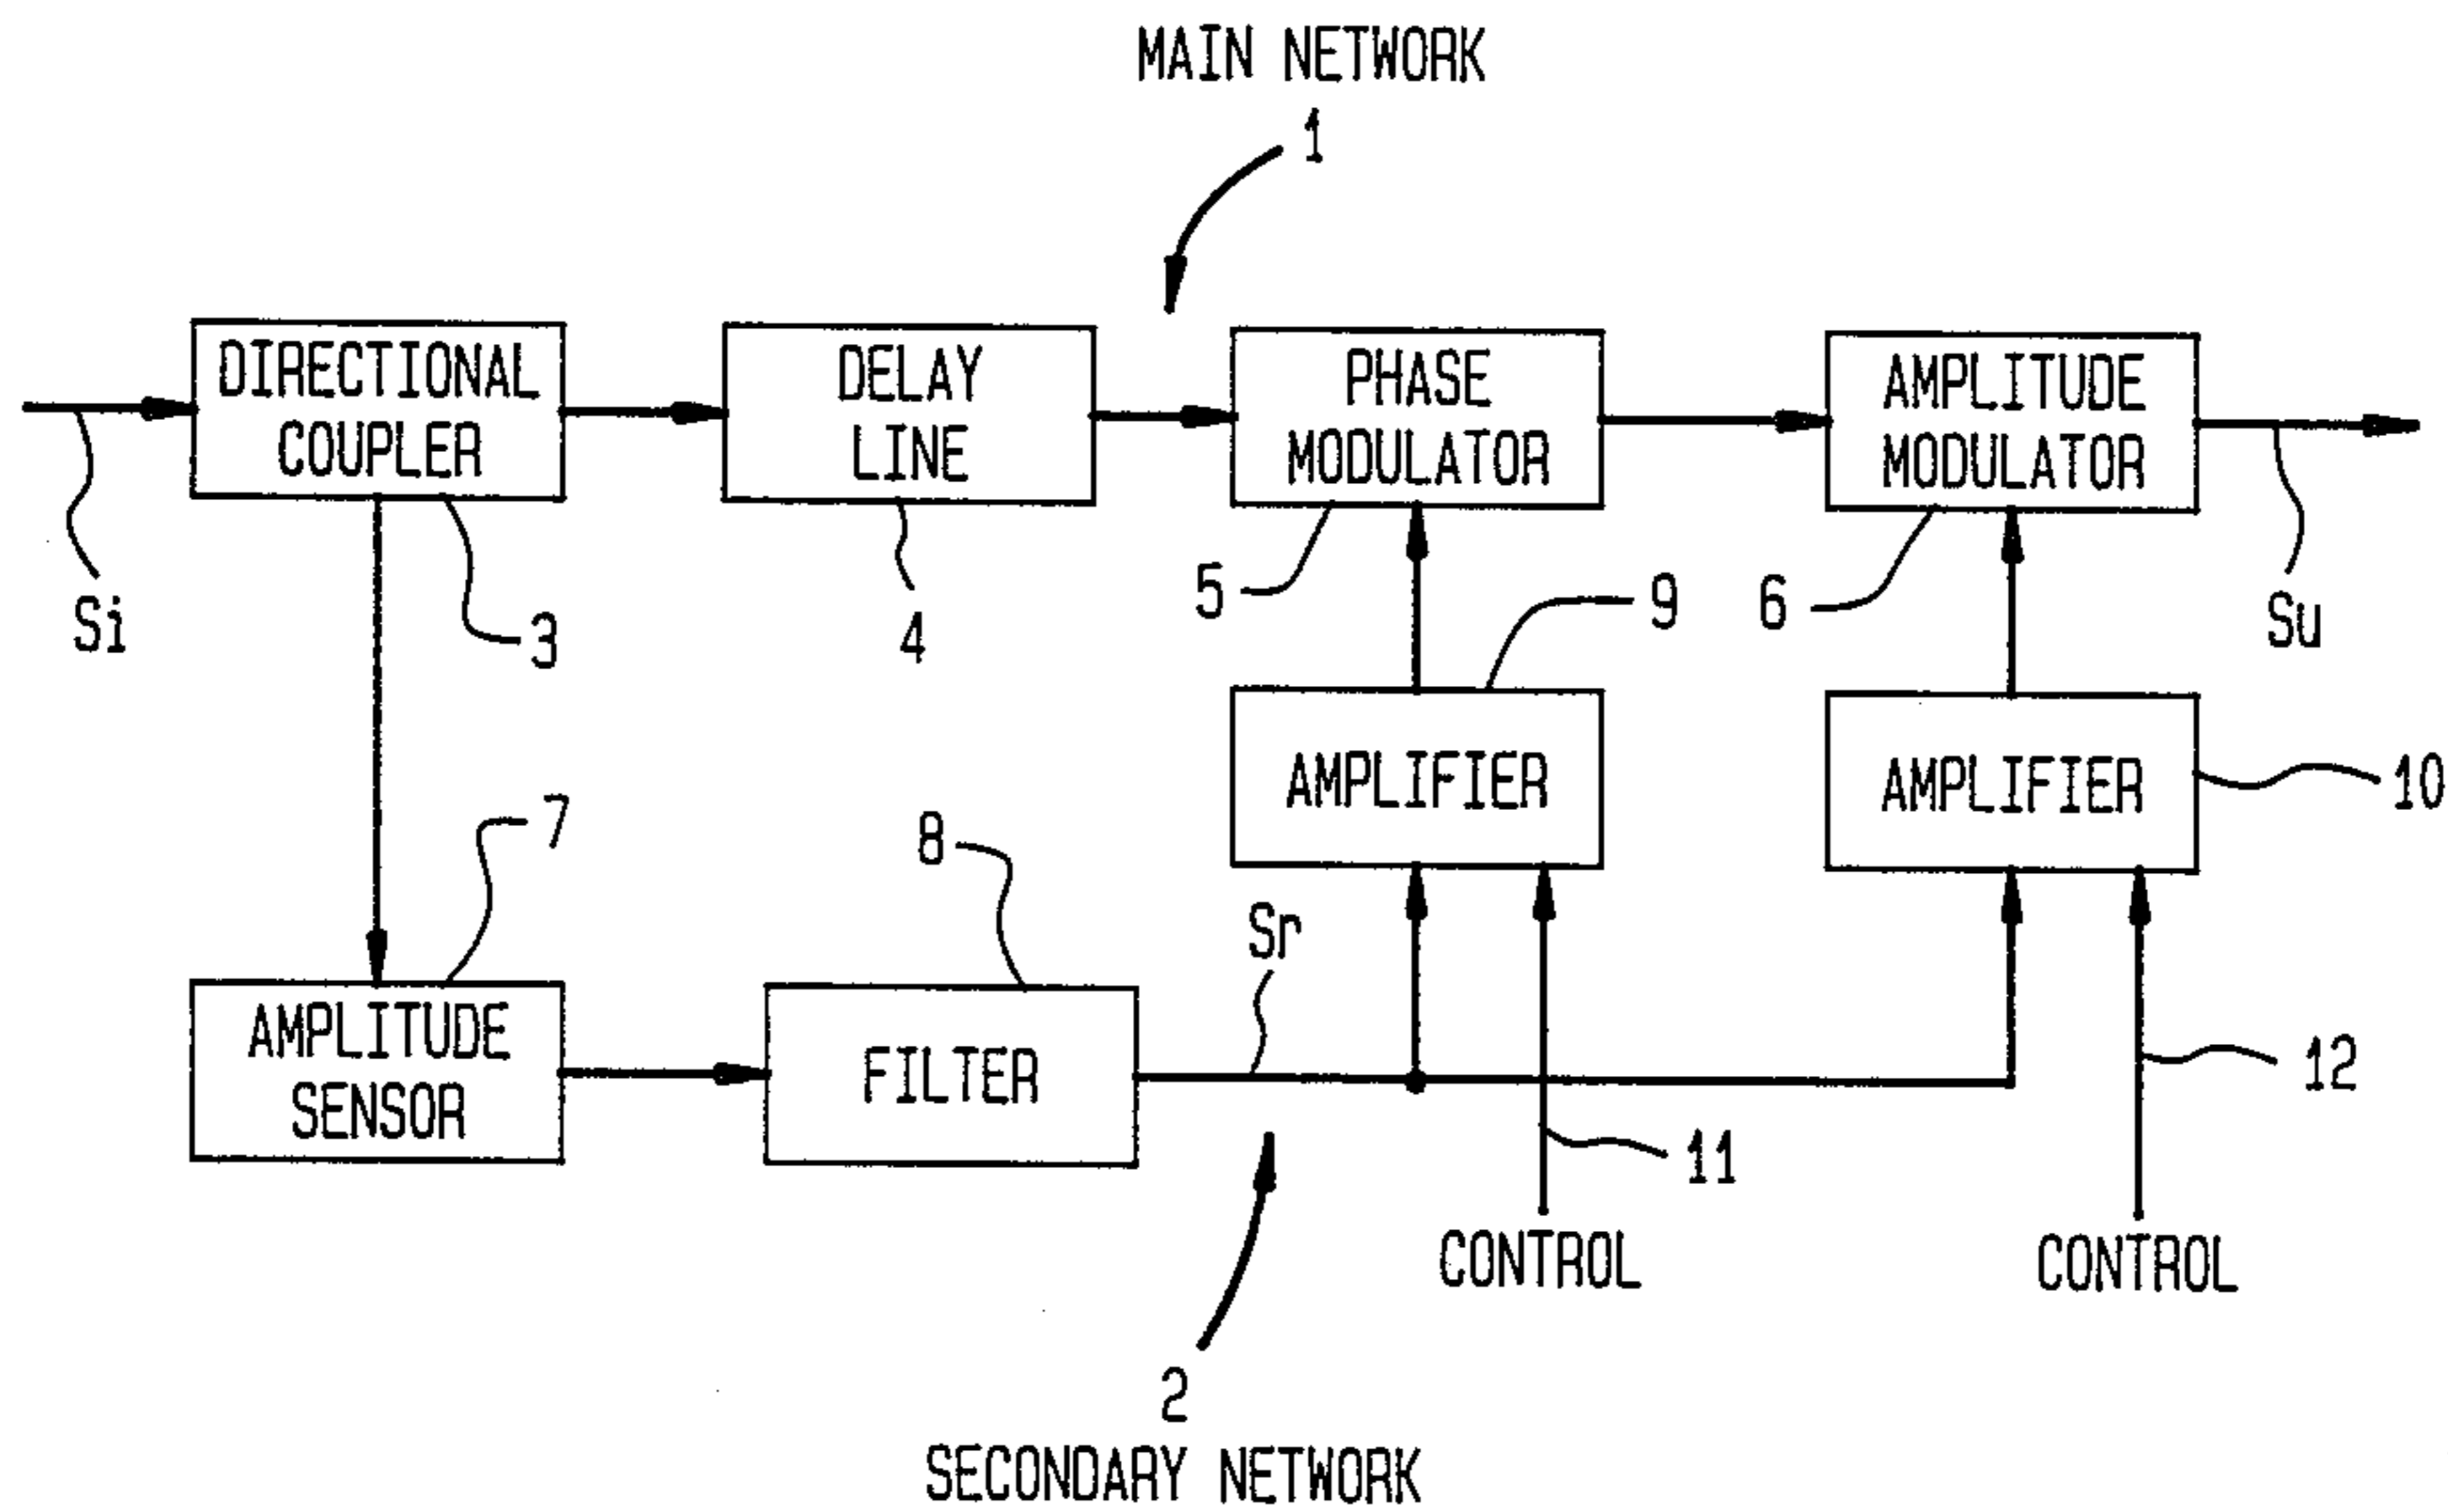 MAIN NETWORK
1
DIRECTIONAL
COUPLER
DELAY
LINE
PHASE
MODULATOR
AMPLITUDE
MODULATOR
Si
3
4
5
9
6
Su
AMPLIFIER
AMPLIFIER
10
7
8
Sr
AMPLITUDE
SENSOR
FILTER
12
11
CONTROL
CONTROL
2
SECONDARY NETWORK